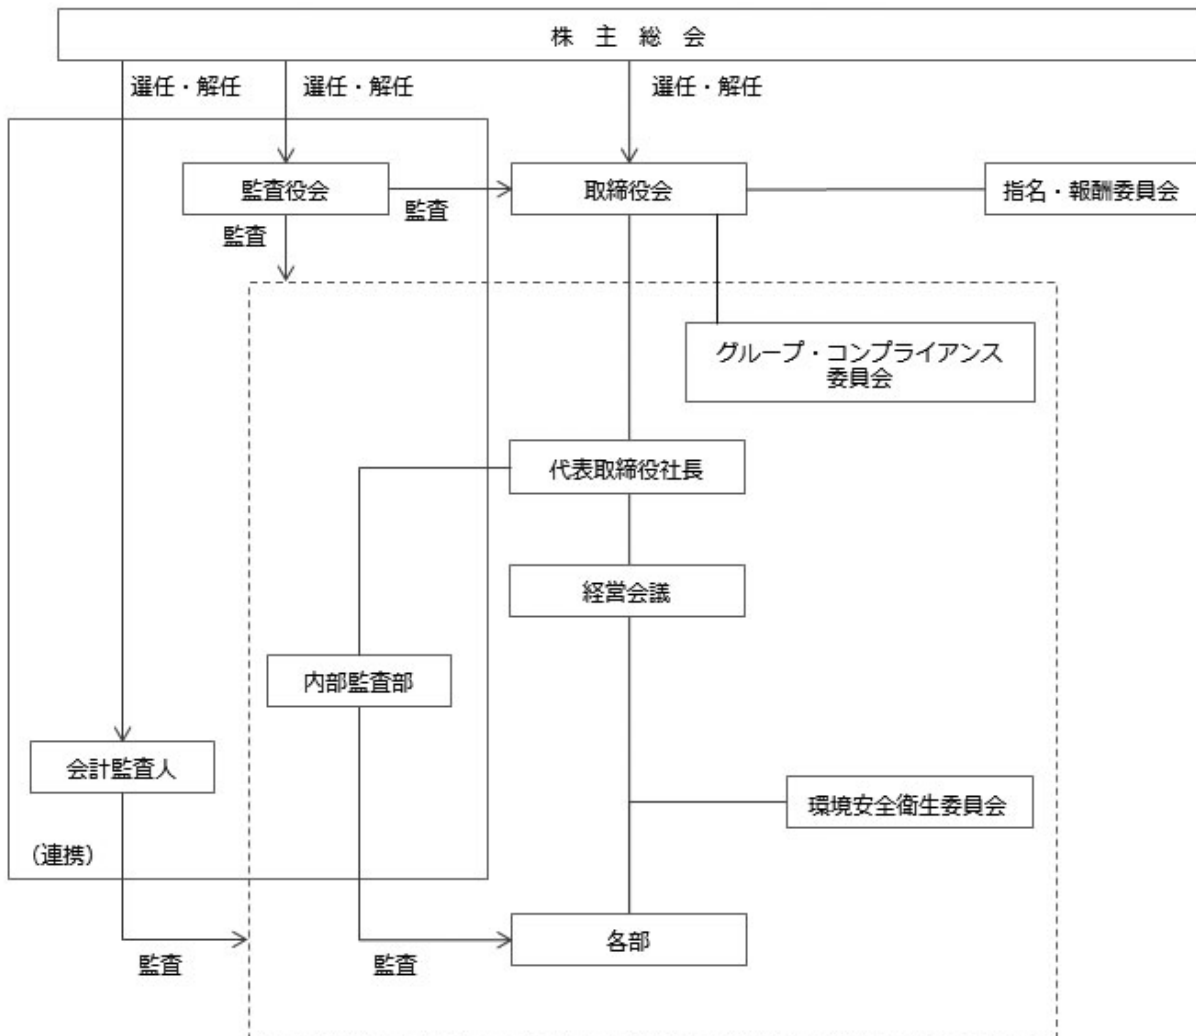 株 主 総 会
選任・解任
選任・解任
選任・解任
監査役会
監査
取締役会
指名・報酬委員会
監査
グループ・コンプライアンス
委員会
代表取締役社長
経営会議
内部監査部
会計監査人
環境安全衛生委員会
（連携）
各部
監査
監査